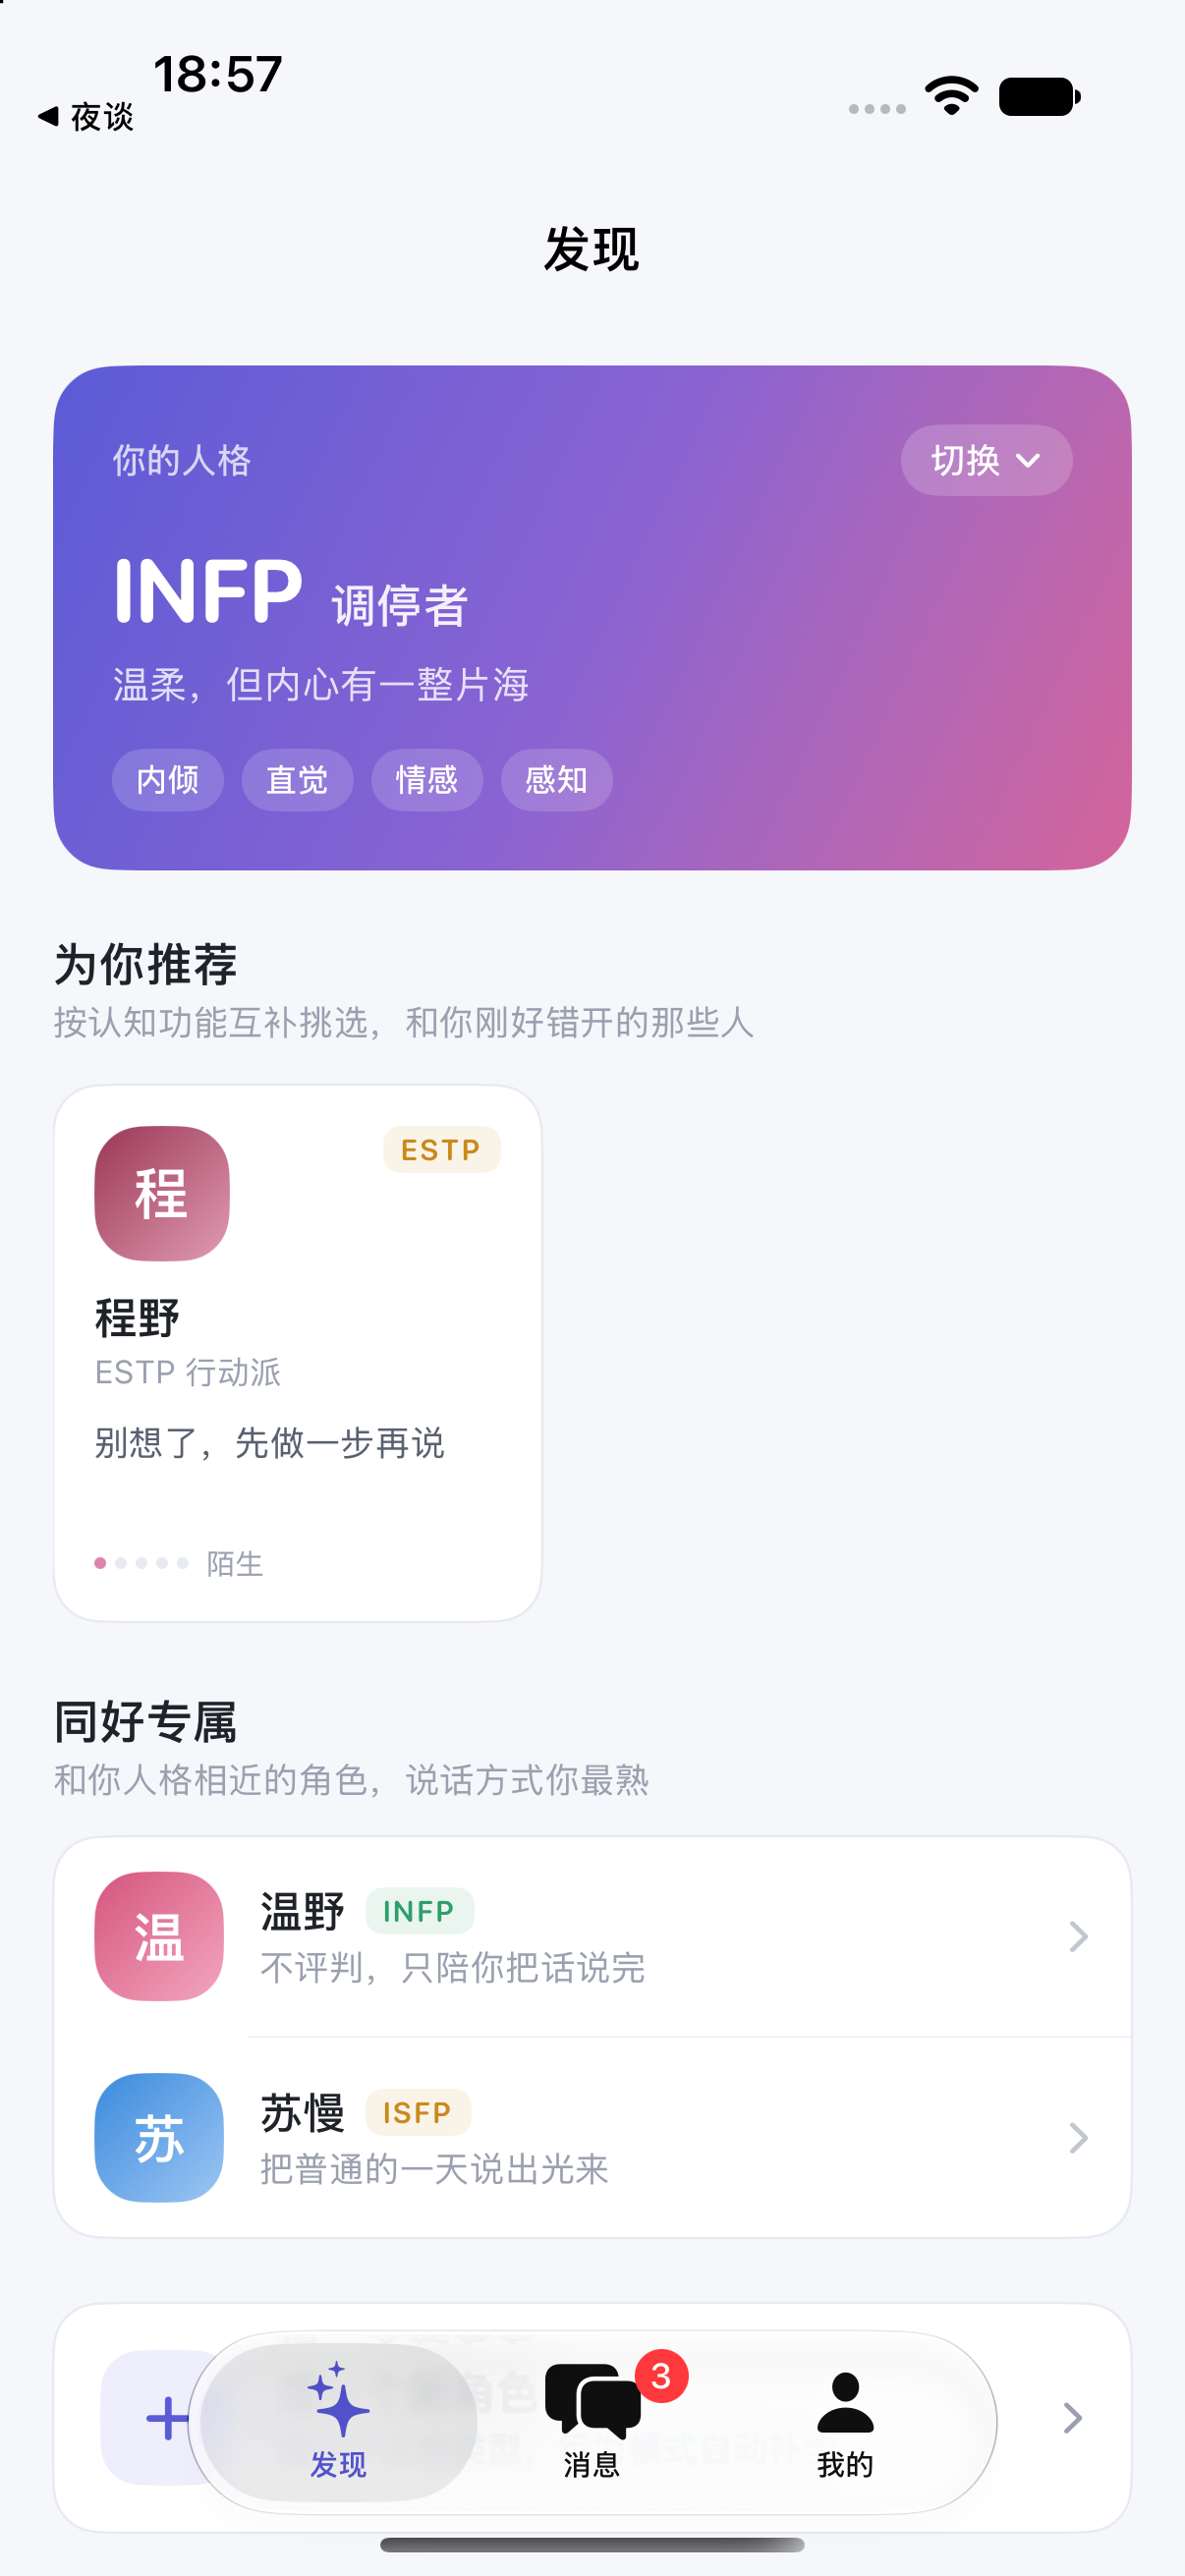 18:57
夜谈
发现
你的人格
切换
INFP 调停者
温柔，但内心有一整片海
内倾 直觉 情感 感知
为你推荐
按认知功能互补挑选，和你刚好错开的那些人
程
ESTP
程野
ESTP 行动派
别想了，先做一步再说
陌生
同好专属
和你人格相近的角色，说话方式你最熟
温
温野 INFP
不评判，只陪你把话说完
苏
苏慢 ISFP
把普通的一天说出光来
角色
3
发现 消息 我的